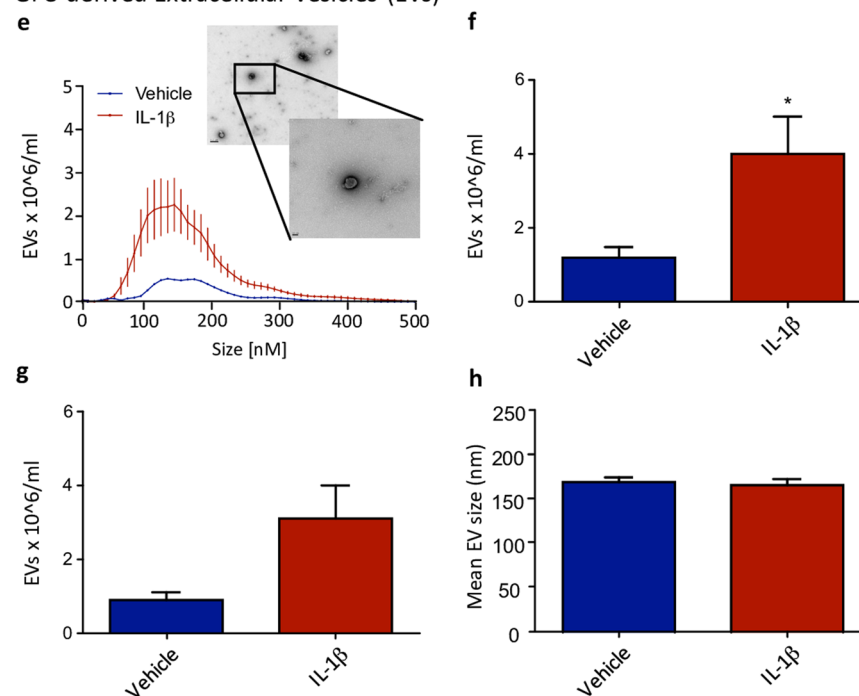 e
5
4
3
2
1
0
EVs x 10^6/ml
Vehicle
IL-1β
0 100 200 300 400 500
Size [nM]
f
6
4
2
0
EVs x 10^6/ml
*
Vehicle
IL-1β
g
6
4
2
0
EVs x 10^6/ml
Vehicle
IL-1β
h
250
200
150
100
50
0
Mean EV size (nm)
Vehicle
IL-1β